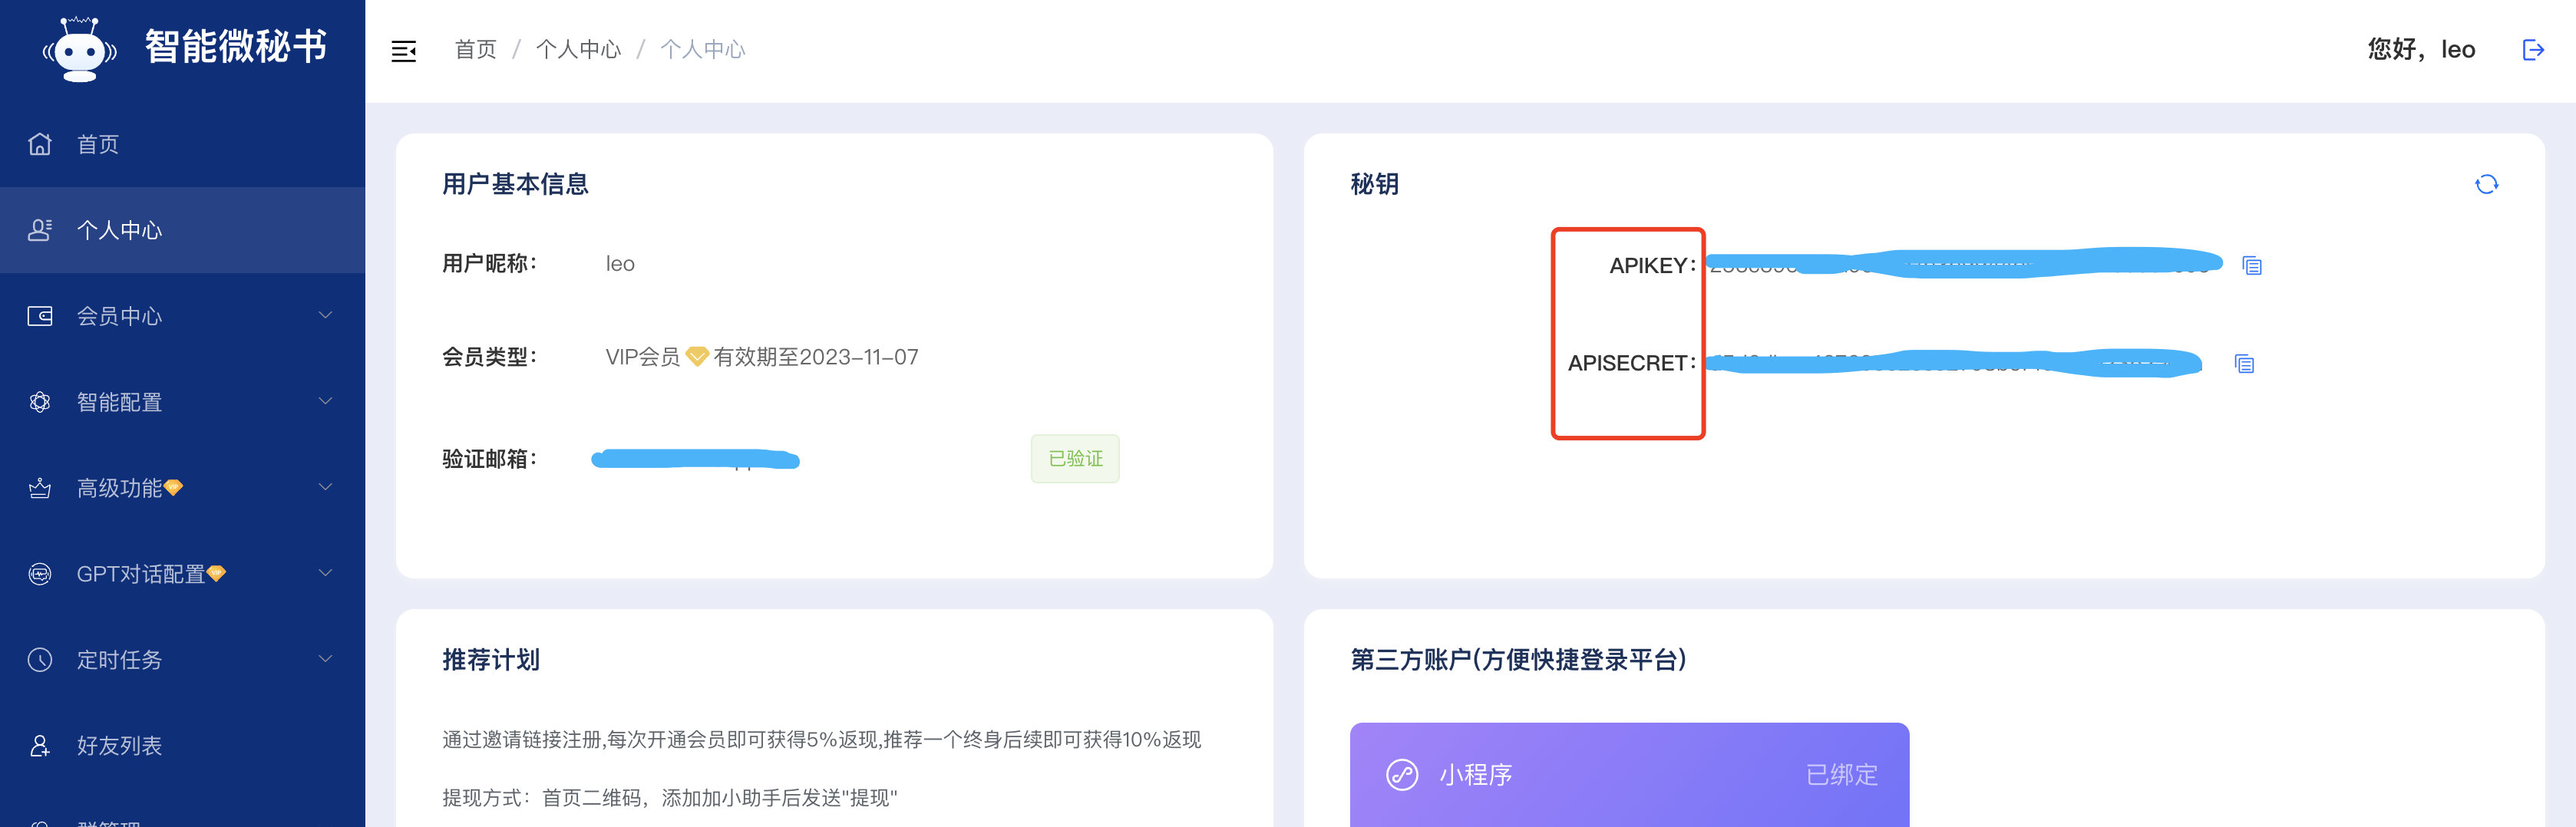 智能微秘书
首页
个人中心
会员中心
智能配置
高级功能
GPT对话配置
定时任务
好友列表
首页 / 个人中心 / 个人中心
您好，leo
用户基本信息
用户昵称： leo
会员类型： VIP会员 有效期至2023-11-07
验证邮箱： 已验证
秘钥
APIKEY：
APISECRET：
推荐计划
通过邀请链接注册,每次开通会员即可获得5%返现,推荐一个终身后续即可获得10%返现
提现方式：首页二维码，添加加小助手后发送"提现"
第三方账户(方便快捷登录平台)
小程序 已绑定